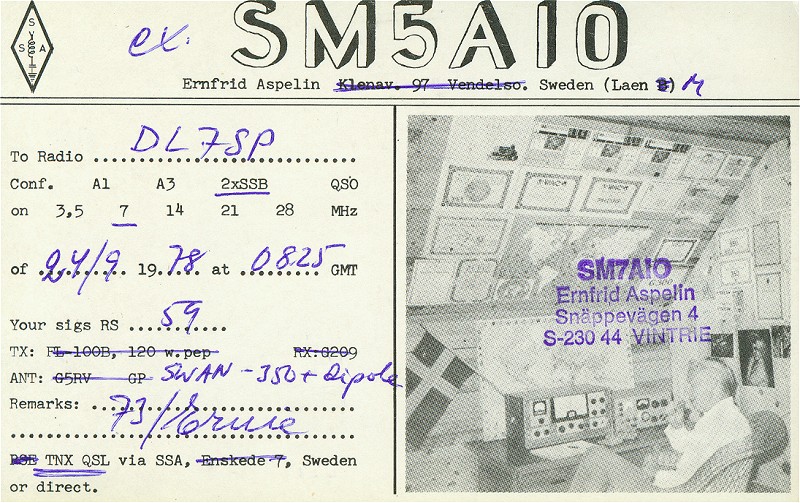 S
S A
ex. SM5AIO
Ernfrid Aspelin Klenav. 97 Vendelso. Sweden (Laen B) M
To Radio DL7SP
Conf. A1 A3 2xSSB QSO
on 3,5 7 14 21 28 MHz
of 24/9 1978 at 0825 GMT
Your sigs RS 59
TX: FL-100B, 120 w.pep RX:G209
ANT: G5RV GP SWAN-350+Dipole
Remarks: 73/Ernie
PSE TNX QSL via SSA, Enskede 7, Sweden
or direct.
SM7AIO
Ernfrid Aspelin
Snäppevägen 4
S-230 44 VINTRIE